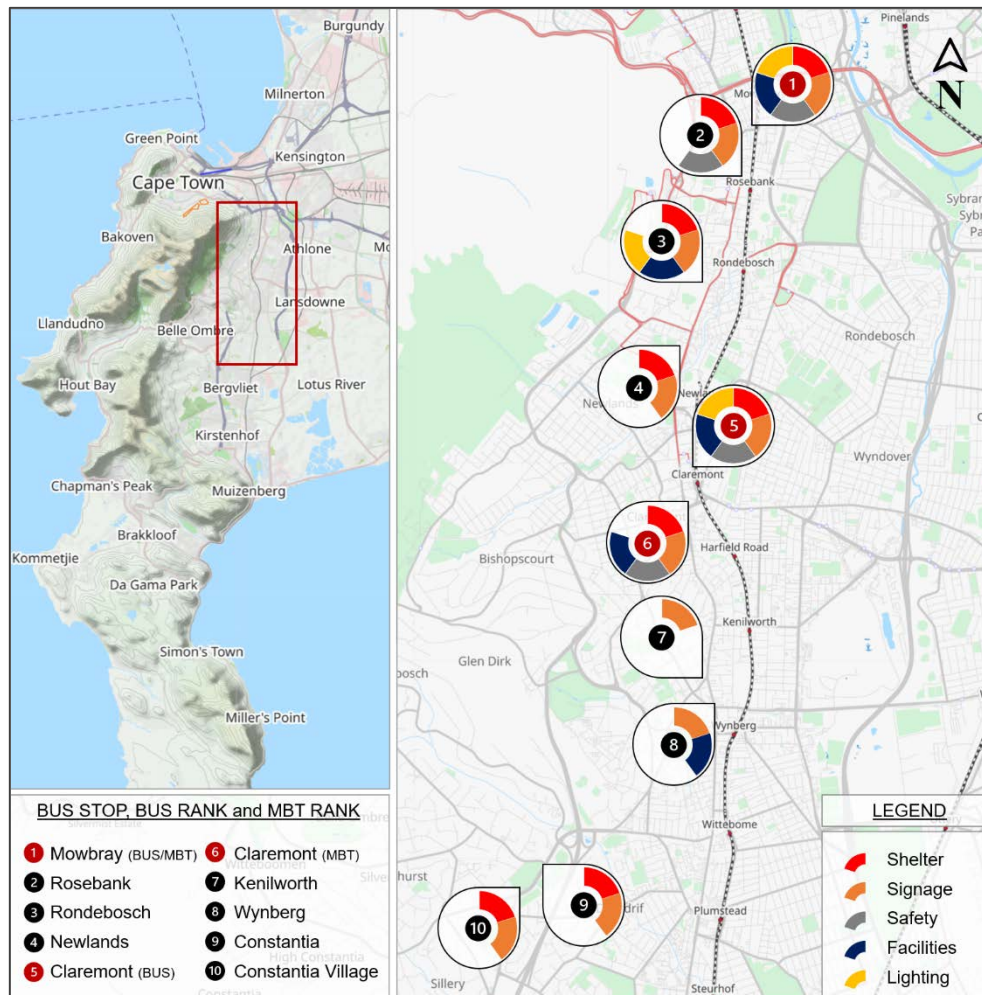 Burgundy
Milnerton
Green Point
Kensington
Cape Town
Bakoven
Athlone
Lansdowne
Llandudno
Belle Ombre
Hout Bay
Bergvliet
Lotus River
Kirstenhof
Chapman's Peak
Muizenberg
Brakkloof
Kommetjie
Da Gama Park
Simon's Town
Miller's Point
BUS STOP, BUS RANK and MBT RANK
1 Mowbray (BUS/MBT)
2 Rosebank
3 Rondebosch
4 Newlands
5 Claremont (BUS)
6 Claremont (MBT)
7 Kenilworth
8 Wynberg
9 Constantia
10 Constantia Village
Pinelands
N
1
2
Rosebank
3
Rondebosch
Rondebosch
4
Newlands
5
Wyndover
Claremont
6
Harfield Road
Bishopscourt
7
Kenilworth
Glen Dirk
8
Wynberg
Wittebome
9
Plumstead
10
High Constantia
Sillery
Constantia
Steurhof
LEGEND
Shelter
Signage
Safety
Facilities
Lighting